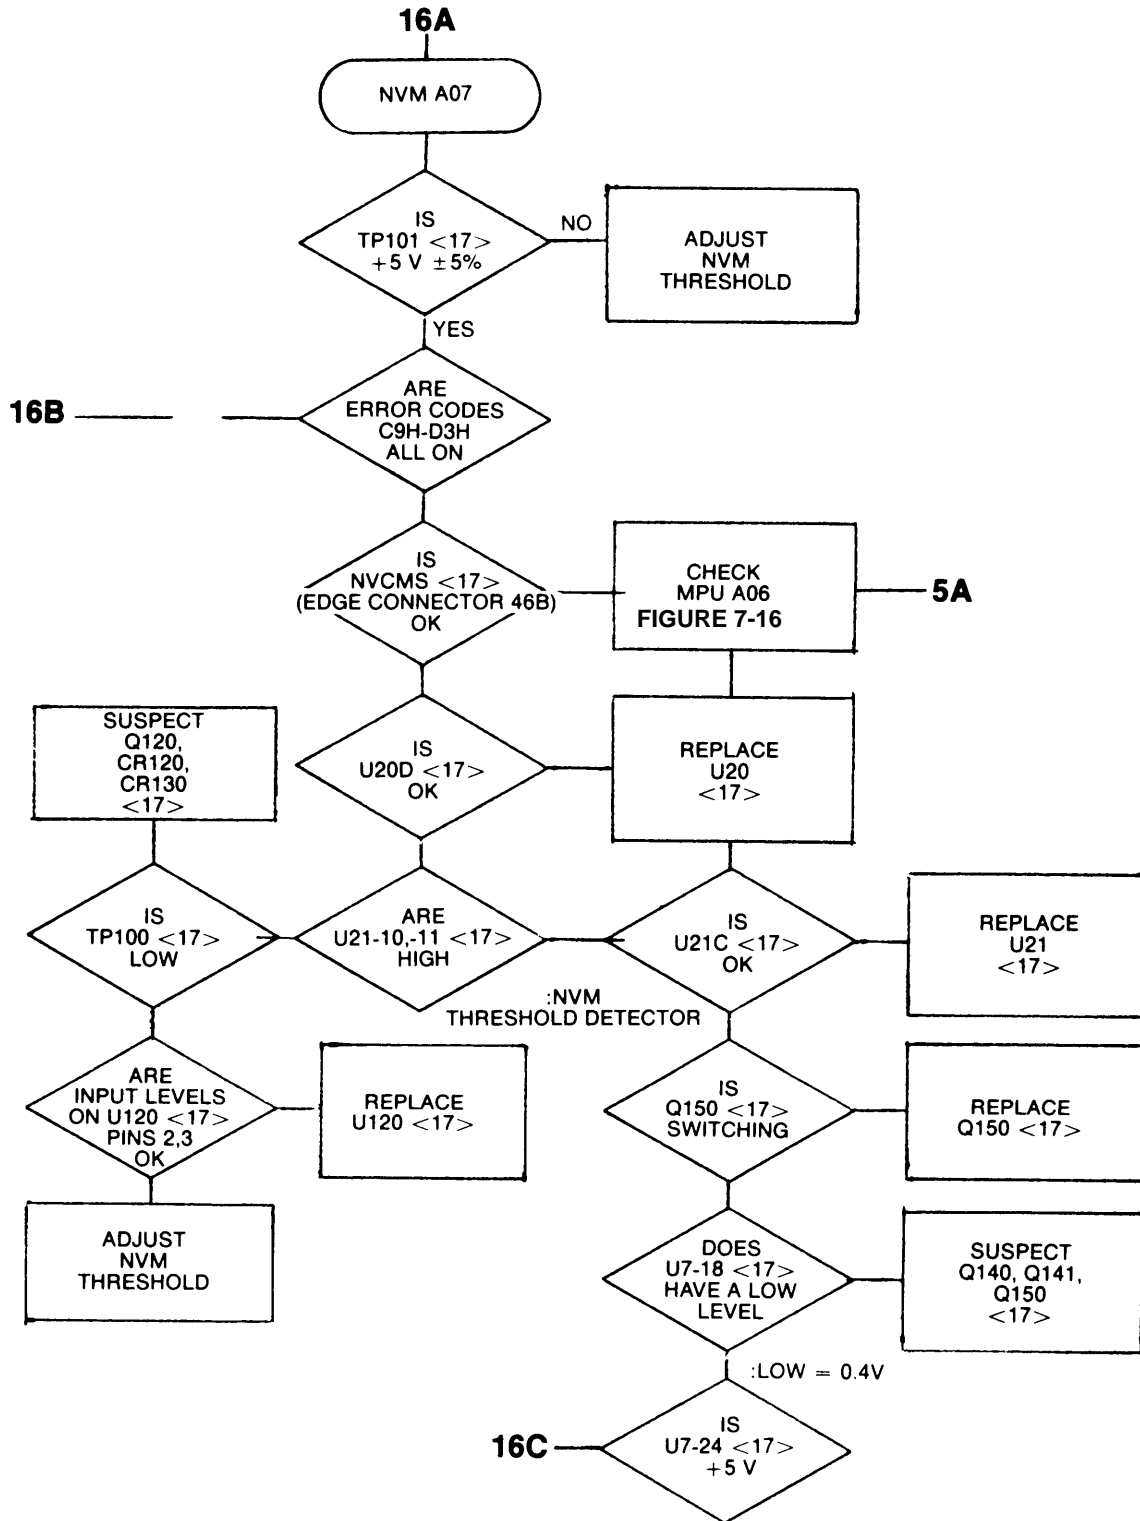 16A
NVM A07
IS
TP101 <17>
+5 V ±5%
NO
ADJUST
NVM
THRESHOLD
YES
16B
ARE
ERROR CODES
C9H-D3H
ALL ON
IS
NVCMS <17>
(EDGE CONNECTOR 46B)
OK
CHECK
MPU A06
FIGURE 7-16
5A
SUSPECT
Q120,
CR120,
CR130
<17>
IS
U20D <17>
OK
REPLACE
U20
<17>
IS
TP100 <17>
LOW
ARE
U21-10,-11 <17>
HIGH
IS
U21C <17>
OK
REPLACE
U21
<17>
:NVM
THRESHOLD DETECTOR
ARE
INPUT LEVELS
ON U120 <17>
PINS 2,3
OK
REPLACE
U120 <17>
IS
Q150 <17>
SWITCHING
REPLACE
Q150 <17>
ADJUST
NVM
THRESHOLD
DOES
U7-18 <17>
HAVE A LOW
LEVEL
SUSPECT
Q140, Q141,
Q150
<17>
:LOW = 0.4V
16C
IS
U7-24 <17>
+5 V